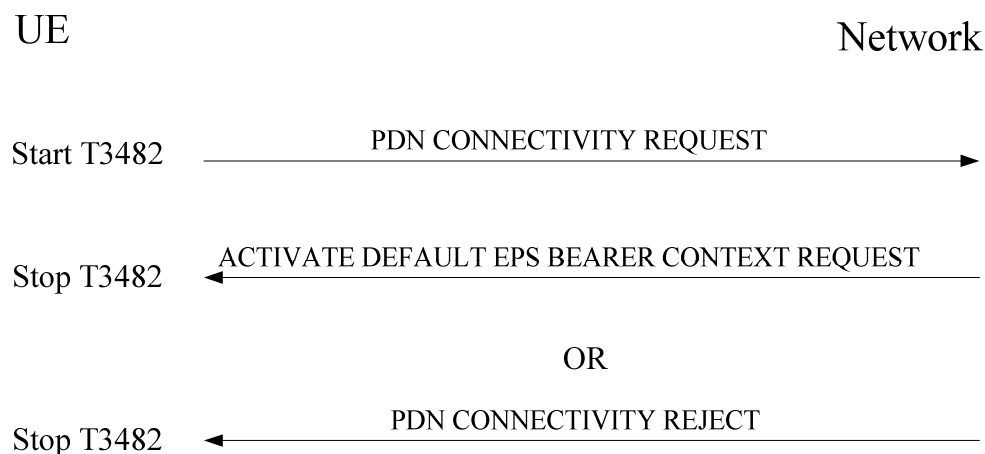 UE
Network
Start T3482
PDN CONNECTIVITY REQUEST
Stop T3482
ACTIVATE DEFAULT EPS BEARER CONTEXT REQUEST
OR
Stop T3482
PDN CONNECTIVITY REJECT